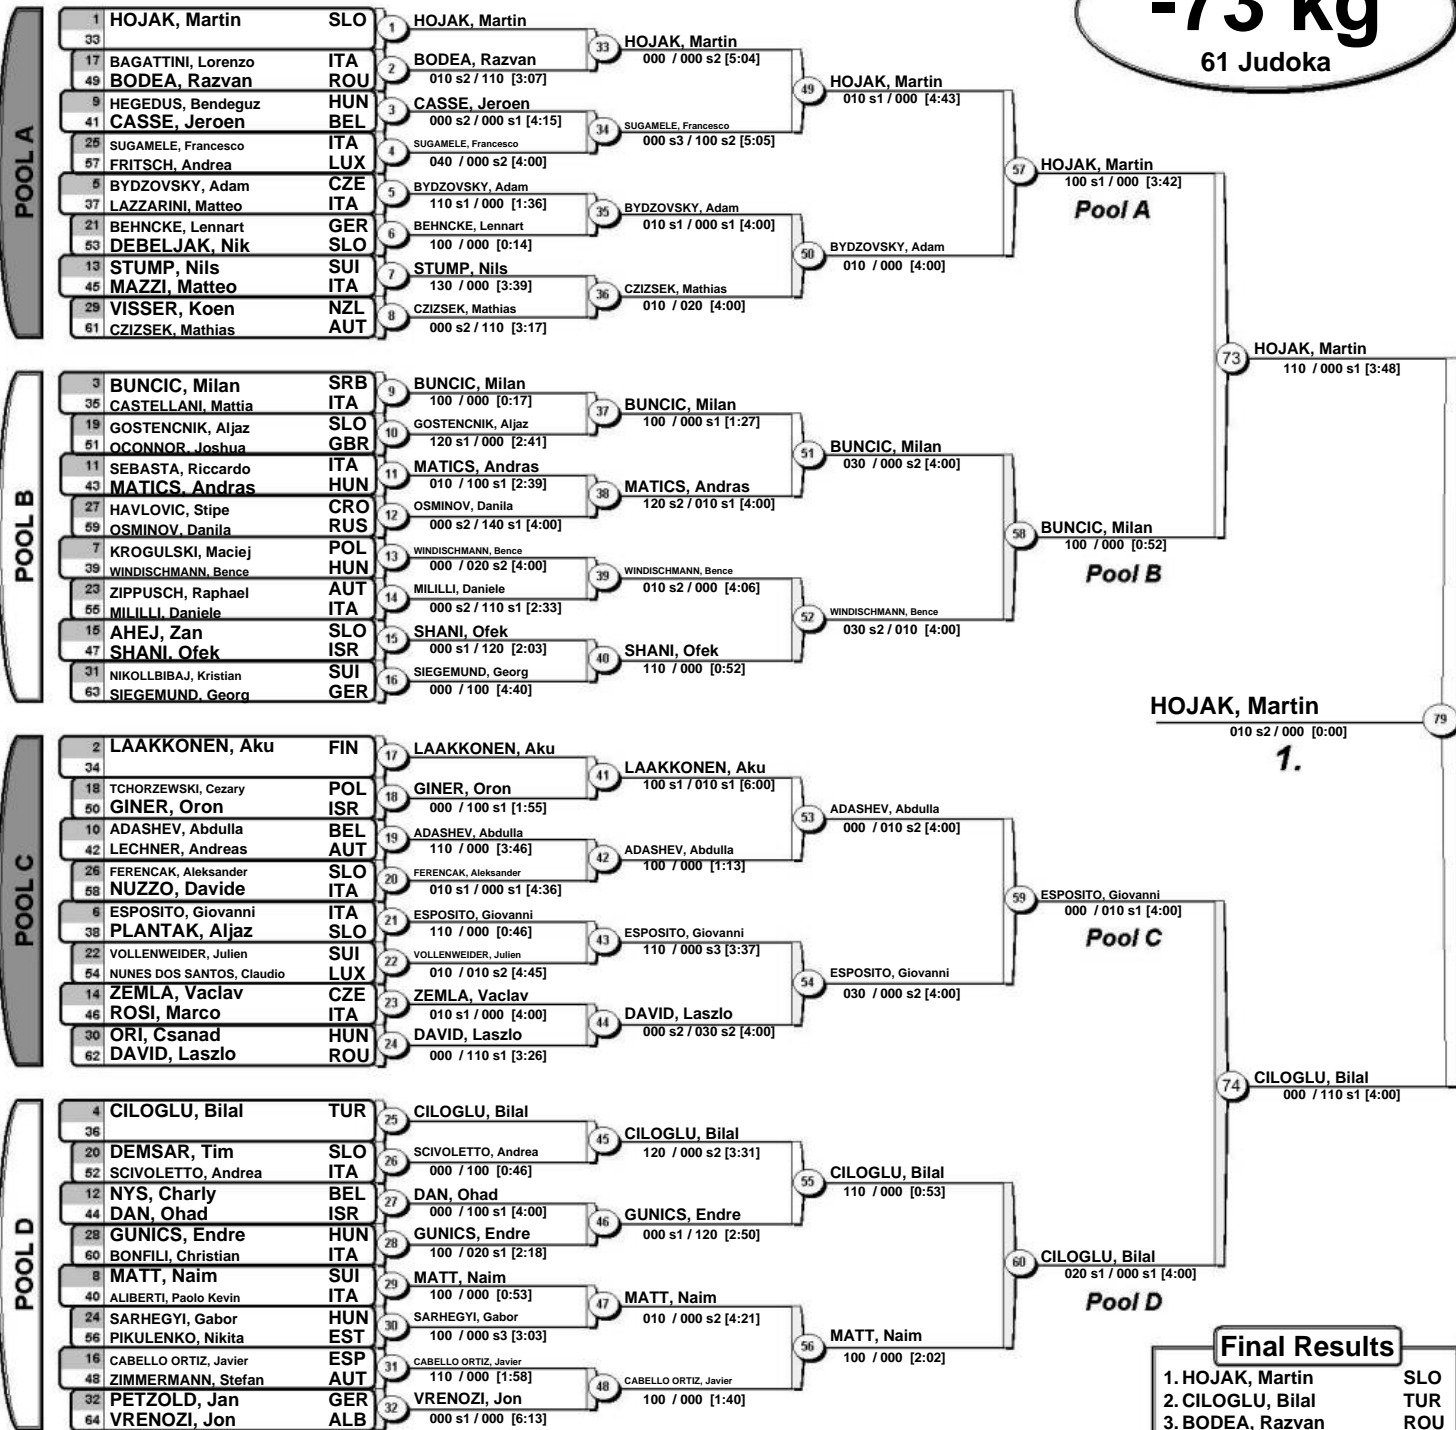 -73 kg
61 Judoka
POOL A
1 HOJAK, Martin SLO
33
17 BAGATTINI, Lorenzo ITA
49 BODEA, Razvan ROU
9 HEGEDUS, Bendeguz HUN
41 CASSE, Jeroen BEL
25 SUGAMELE, Francesco ITA
57 FRITSCH, Andrea LUX
5 BYDZOVSKY, Adam CZE
37 LAZZARINI, Matteo ITA
21 BEHNCKE, Lennart GER
53 DEBELJAK, Nik SLO
13 STUMP, Nils SUI
45 MAZZI, Matteo ITA
29 VISSER, Koen NZL
61 CZIZSEK, Mathias AUT
1 HOJAK, Martin
2 BODEA, Razvan
010 s2 / 110 [3:07]
3 CASSE, Jeroen
000 s2 / 000 s1 [4:15]
4 SUGAMELE, Francesco
040 / 000 s2 [4:00]
5 BYDZOVSKY, Adam
110 s1 / 000 [1:36]
6 BEHNCKE, Lennart
100 / 000 [0:14]
7 STUMP, Nils
130 / 000 [3:39]
8 CZIZSEK, Mathias
000 s2 / 110 [3:17]
33 HOJAK, Martin
000 / 000 s2 [5:04]
34 SUGAMELE, Francesco
000 s3 / 100 s2 [5:05]
35 BYDZOVSKY, Adam
010 s1 / 000 s1 [4:00]
36 CZIZSEK, Mathias
010 / 020 [4:00]
49 HOJAK, Martin
010 s1 / 000 [4:43]
50 BYDZOVSKY, Adam
010 / 000 [4:00]
57 HOJAK, Martin
100 s1 / 000 [3:42]
Pool A
POOL B
3 BUNCIC, Milan SRB
35 CASTELLANI, Mattia ITA
19 GOSTENCNIK, Aljaz SLO
51 OCONNOR, Joshua GBR
11 SEBASTA, Riccardo ITA
43 MATICS, Andras HUN
27 HAVLOVIC, Stipe CRO
59 OSMINOV, Danila RUS
7 KROGULSKI, Maciej POL
39 WINDISCHMANN, Bence HUN
23 ZIPPUSCH, Raphael AUT
55 MILILLI, Daniele ITA
15 AHEJ, Zan SLO
47 SHANI, Ofek ISR
31 NIKOLLBIBAJ, Kristian SUI
63 SIEGEMUND, Georg GER
9 BUNCIC, Milan
100 / 000 [0:17]
10 GOSTENCNIK, Aljaz
120 s1 / 000 [2:41]
11 MATICS, Andras
010 / 100 s1 [2:39]
12 OSMINOV, Danila
000 s2 / 140 s1 [4:00]
13 WINDISCHMANN, Bence
000 / 020 s2 [4:00]
14 MILILLI, Daniele
000 s2 / 110 s1 [2:33]
15 SHANI, Ofek
000 s1 / 120 [2:03]
16 SIEGEMUND, Georg
000 / 100 [4:40]
37 BUNCIC, Milan
100 / 000 s1 [1:27]
38 MATICS, Andras
120 s2 / 010 s1 [4:00]
39 WINDISCHMANN, Bence
010 s2 / 000 [4:06]
40 SHANI, Ofek
110 / 000 [0:52]
51 BUNCIC, Milan
030 / 000 s2 [4:00]
52 WINDISCHMANN, Bence
030 s2 / 010 [4:00]
58 BUNCIC, Milan
100 / 000 [0:52]
Pool B
73 HOJAK, Martin
110 / 000 s1 [3:48]
HOJAK, Martin
79
010 s2 / 000 [0:00]
1.
POOL C
2 LAAKKONEN, Aku FIN
34
18 TCHORZEWSKI, Cezary POL
50 GINER, Oron ISR
10 ADASHEV, Abdulla BEL
42 LECHNER, Andreas AUT
26 FERENCAK, Aleksander SLO
58 NUZZO, Davide ITA
6 ESPOSITO, Giovanni ITA
38 PLANTAK, Aljaz SLO
22 VOLLENWEIDER, Julien SUI
54 NUNES DOS SANTOS, Claudio LUX
14 ZEMLA, Vaclav CZE
46 ROSI, Marco ITA
30 ORI, Csanad HUN
62 DAVID, Laszlo ROU
17 LAAKKONEN, Aku
18 GINER, Oron
000 / 100 s1 [1:55]
19 ADASHEV, Abdulla
110 / 000 [3:46]
20 FERENCAK, Aleksander
010 s1 / 000 s1 [4:36]
21 ESPOSITO, Giovanni
110 / 000 [0:46]
22 VOLLENWEIDER, Julien
010 / 010 s2 [4:45]
23 ZEMLA, Vaclav
010 s1 / 000 [4:00]
24 DAVID, Laszlo
000 / 110 s1 [3:26]
41 LAAKKONEN, Aku
100 s1 / 010 s1 [6:00]
42 ADASHEV, Abdulla
100 / 000 [1:13]
43 ESPOSITO, Giovanni
110 / 000 s3 [3:37]
44 DAVID, Laszlo
000 s2 / 030 s2 [4:00]
53 ADASHEV, Abdulla
000 / 010 s2 [4:00]
54 ESPOSITO, Giovanni
030 / 000 s2 [4:00]
59 ESPOSITO, Giovanni
000 / 010 s1 [4:00]
Pool C
POOL D
4 CILOGLU, Bilal TUR
36
20 DEMSAR, Tim SLO
52 SCIVOLETTO, Andrea ITA
12 NYS, Charly BEL
44 DAN, Ohad ISR
28 GUNICS, Endre HUN
60 BONFILI, Christian ITA
8 MATT, Naim SUI
40 ALIBERTI, Paolo Kevin ITA
24 SARHEGYI, Gabor HUN
56 PIKULENKO, Nikita EST
16 CABELLO ORTIZ, Javier ESP
48 ZIMMERMANN, Stefan AUT
32 PETZOLD, Jan GER
64 VRENOZI, Jon ALB
25 CILOGLU, Bilal
26 SCIVOLETTO, Andrea
000 / 100 [0:46]
27 DAN, Ohad
000 / 100 s1 [4:00]
28 GUNICS, Endre
100 / 020 s1 [2:18]
29 MATT, Naim
100 / 000 [0:53]
30 SARHEGYI, Gabor
100 / 000 s3 [3:03]
31 CABELLO ORTIZ, Javier
110 / 000 [1:58]
32 VRENOZI, Jon
000 s1 / 000 [6:13]
45 CILOGLU, Bilal
120 / 000 s2 [3:31]
46 GUNICS, Endre
000 s1 / 120 [2:50]
47 MATT, Naim
010 / 000 s2 [4:21]
48 CABELLO ORTIZ, Javier
100 / 000 [1:40]
55 CILOGLU, Bilal
110 / 000 [0:53]
56 MATT, Naim
100 / 000 [2:02]
60 CILOGLU, Bilal
020 s1 / 000 s1 [4:00]
Pool D
74 CILOGLU, Bilal
000 / 110 s1 [4:00]
Final Results
1. HOJAK, Martin SLO
2. CILOGLU, Bilal TUR
3. BODEA, Razvan ROU